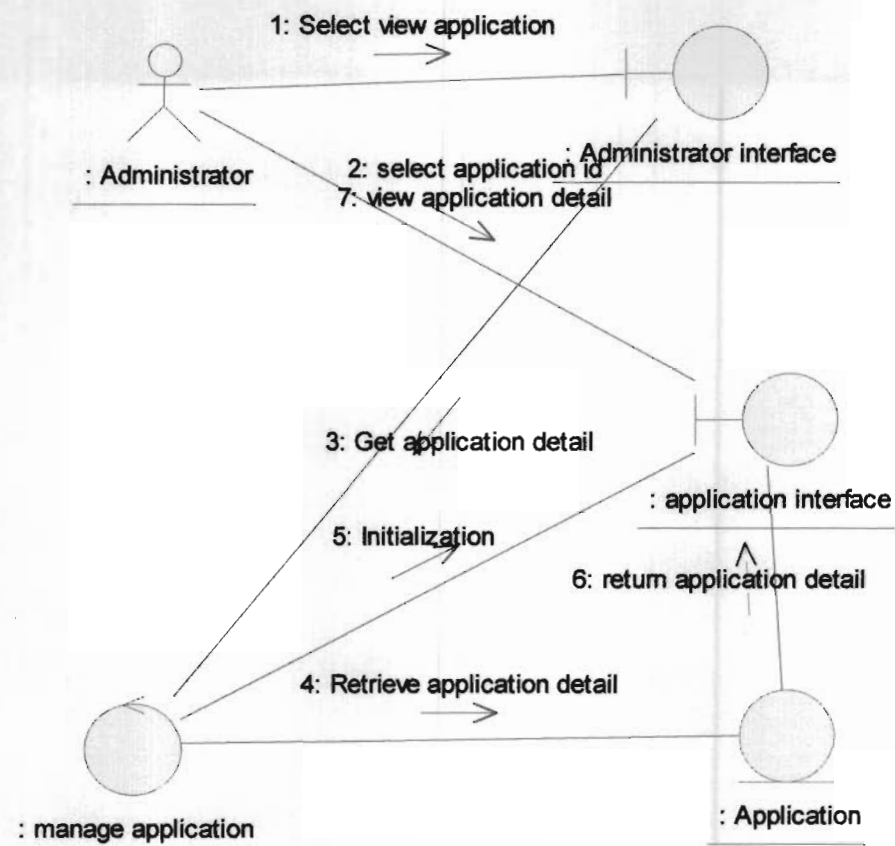 1: Select view application
: Administrator interface
: Administrator
2: select application id
7: view application detail
3: Get application detail
: application interface
5: Initialization
6: return application detail
4: Retrieve application detail
: Application
: manage application